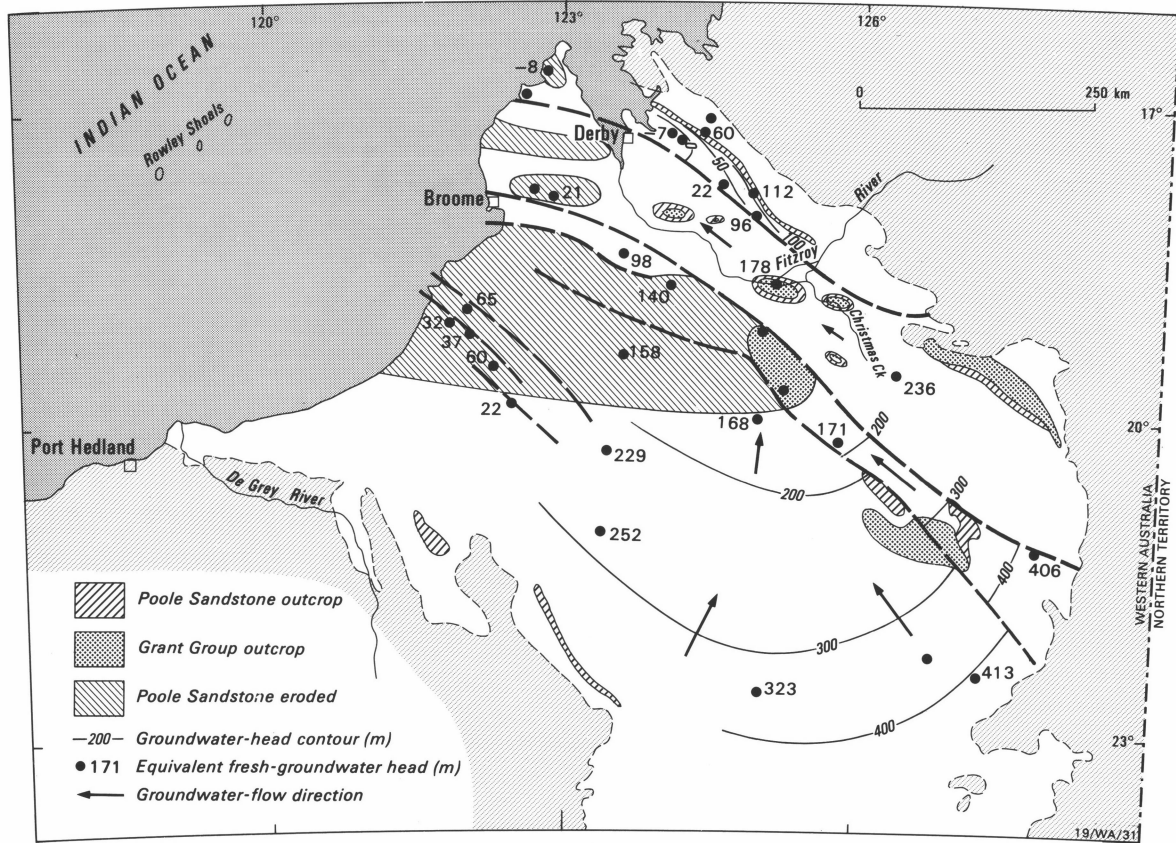 120°
123°
126°
INDIAN OCEAN
Rowley Shoals
-8
0
250 km
17°
Derby
-7
0
60
50
22
112
Broome
21
96
100
River
Fitzroy
98
178
140
Christmas Ck
65
32
37
60
158
236
22
168
171
200
20°
Port Hedland
229
200
De Grey River
300
252
400
406
WESTERN AUSTRALIA
NORTHERN TERRITORY
300
413
323
400
23°
Poole Sandstone outcrop
Grant Group outcrop
Poole Sandstone eroded
—200— Groundwater-head contour (m)
●171 Equivalent fresh-groundwater head (m)
Groundwater-flow direction
19/WA/31